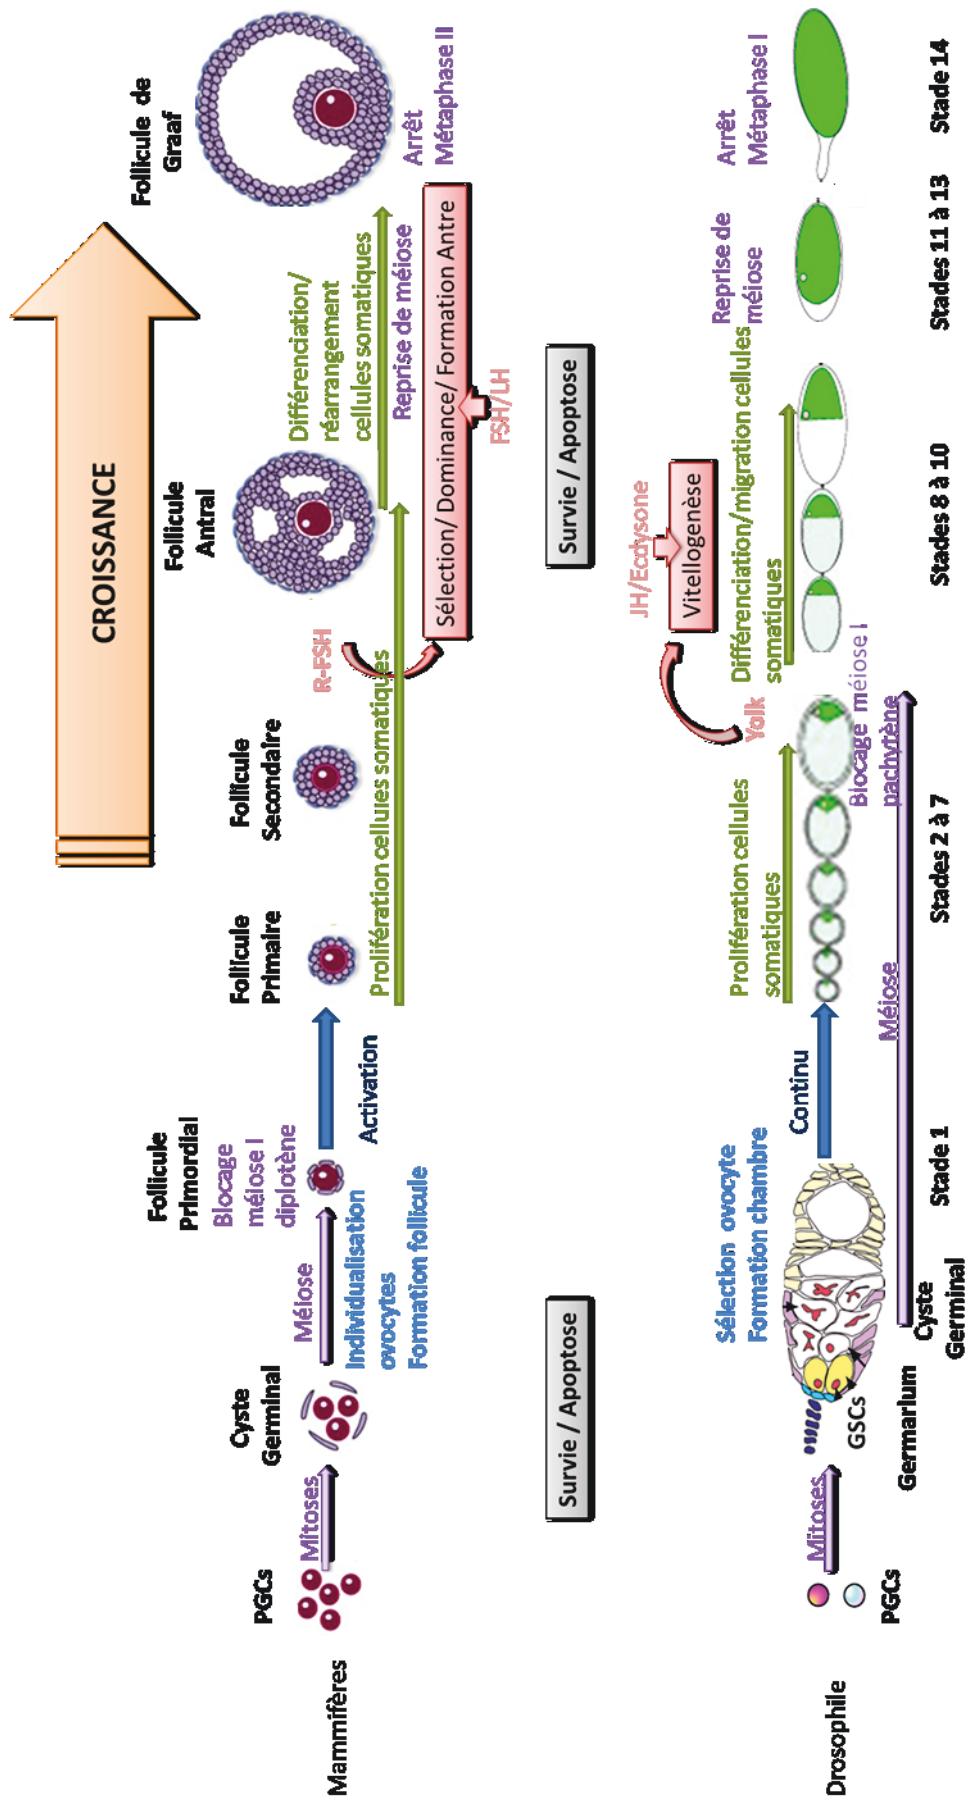 CROISSANCE
Follicule
Primordial
Follicule
Primaire
Follicule
Secondaire
Follicule
Antral
Follicule de
Graaf
PGCs
Cyste
Germinal
Blocage
méiose I
diplotène
R-FSH
Différenciation/
réarrangement
cellules somatiques
Mammifères
Mitoses
Méiose
Individualisation
ovocytes
Formation follicule
Activation
Prolifération cellules somatiques
Reprise de méiose
Arrêt
Métaphase II
Sélection/ Dominance/ Formation Antre
FSH/LH
Survie / Apoptose
Survie / Apoptose
JH/Ecdysone
Vitellogenèse
Yolk
Sélection ovocyte
Formation chambre
Continu
Prolifération cellules
somatiques
Différenciation/migration cellules
somatiques
Reprise de
méiose
Arrêt
Métaphase I
Drosophile
Mitoses
PGCs
GSCs
Germarium
Cyste
Germinal
Méiose
Blocage méiose I
pachytène
Stade 1
Stades 2 à 7
Stades 8 à 10
Stades 11 à 13
Stade 14